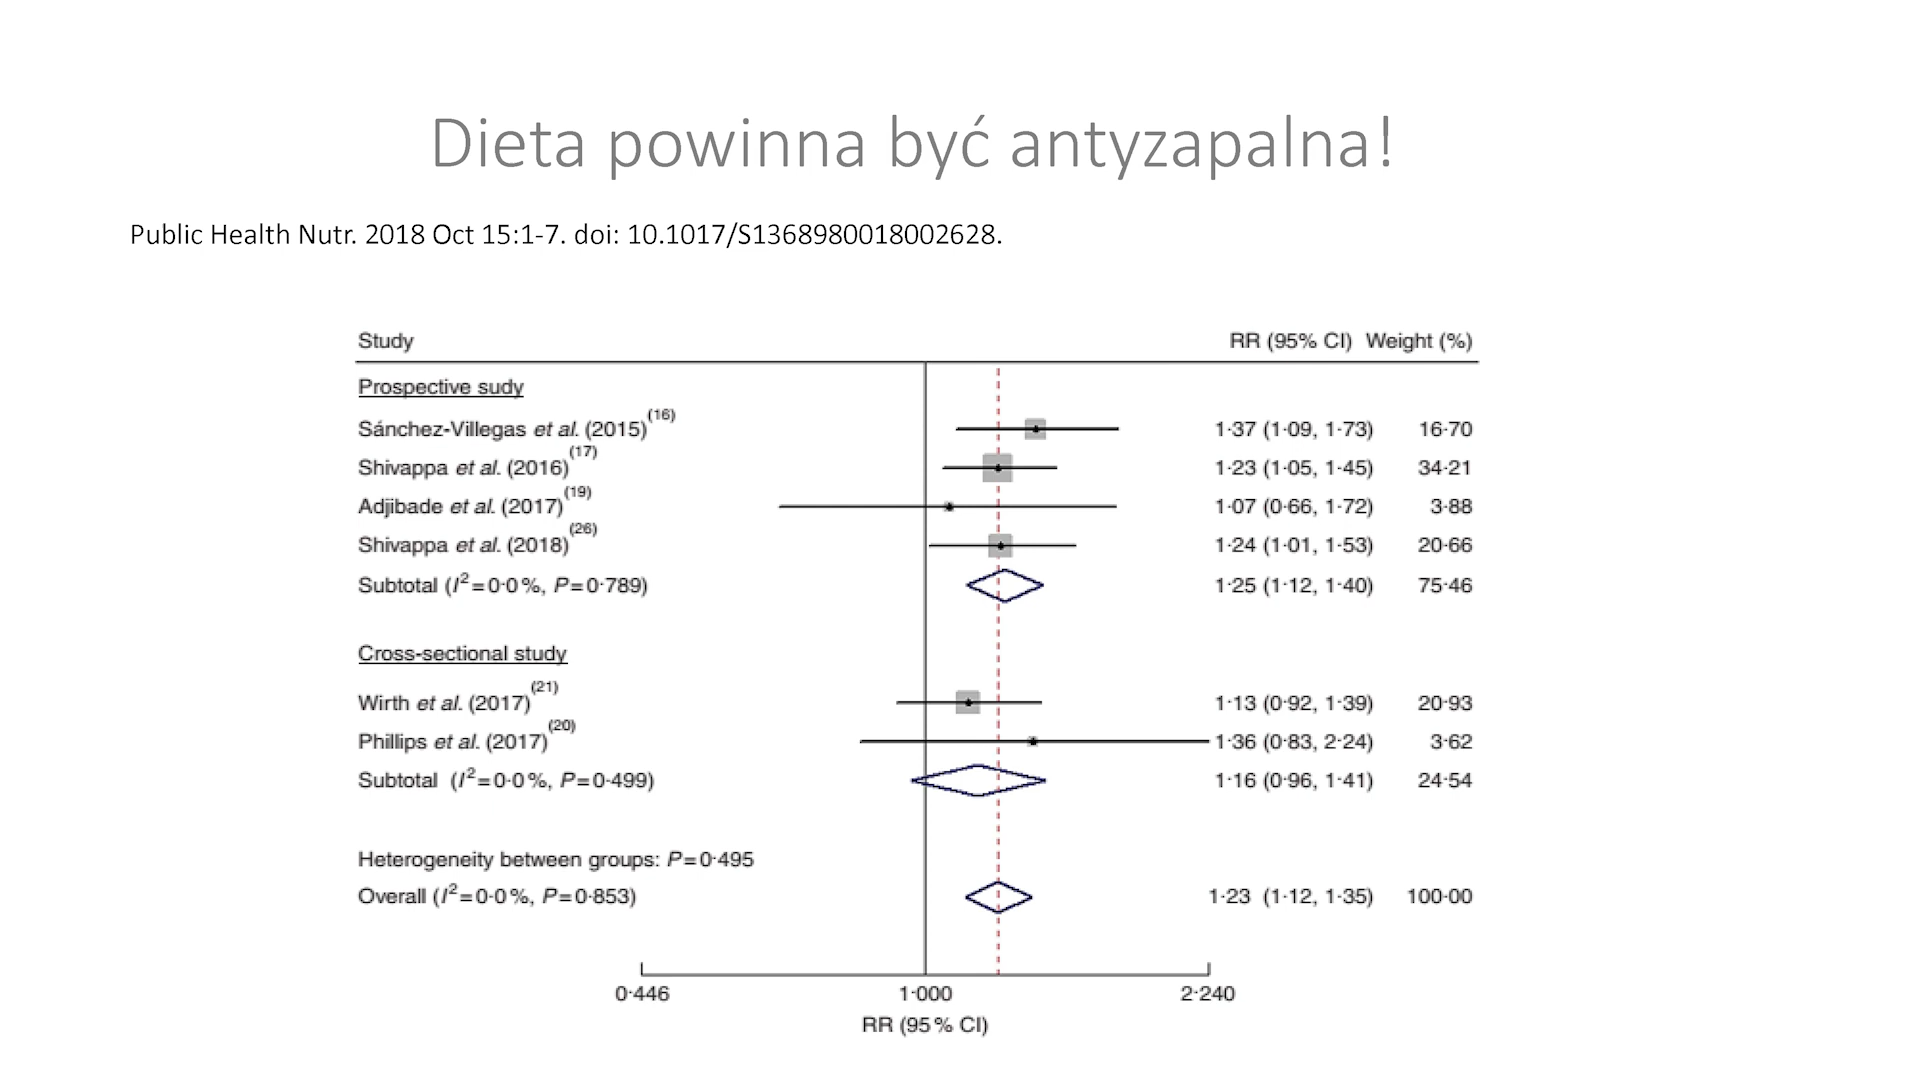 Dieta powinna być antyzapalna!
Public Health Nutr. 2018 Oct 15:1-7. doi: 10.1017/S1368980018002628.
Study RR (95% CI) Weight (%)
Prospective sudy
Sánchez-Villegas et al. (2015)(16) 1·37 (1·09, 1·73) 16·70
Shivappa et al. (2016)(17) 1·23 (1·05, 1·45) 34·21
Adjibade et al. (2017)(19) 1·07 (0·66, 1·72) 3·88
Shivappa et al. (2018)(26) 1·24 (1·01, 1·53) 20·66
Subtotal (I²=0·0 %, P=0·789) 1·25 (1·12, 1·40) 75·46
Cross-sectional study
Wirth et al. (2017)(21) 1·13 (0·92, 1·39) 20·93
Phillips et al. (2017)(20) 1·36 (0·83, 2·24) 3·62
Subtotal (I²=0·0 %, P=0·499) 1·16 (0·96, 1·41) 24·54
Heterogeneity between groups: P=0·495
Overall (I²=0·0 %, P=0·853) 1·23 (1·12, 1·35) 100·00
0·446 1·000 2·240
RR (95 % CI)